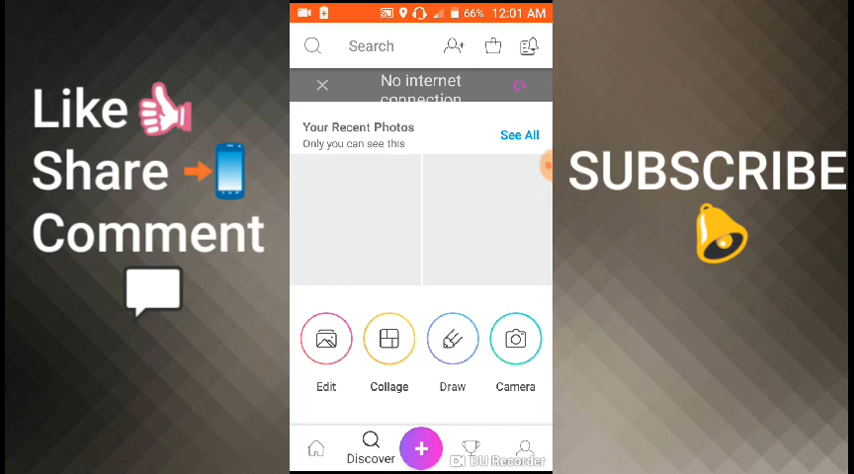 Like
Share
Comment
66% 12:01 AM
Search
No internet
connection
Your Recent Photos
Only you can see this
See All
Edit
Collage
Draw
Camera
Discover
DU Recorder
SUBSCRIBE